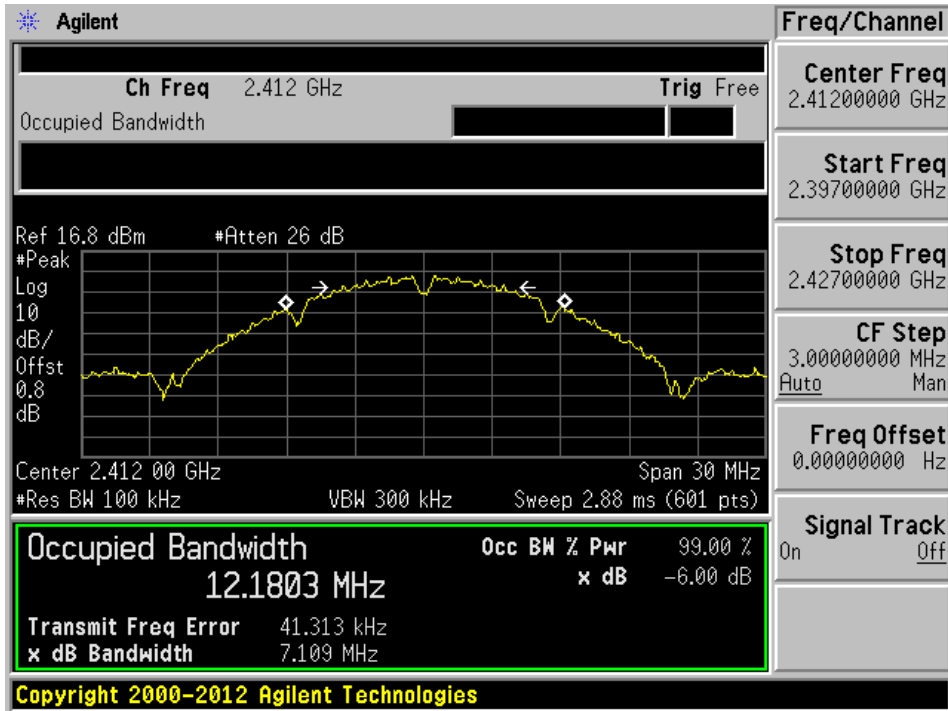 Agilent
Freq/Channel
Ch Freq 2.412 GHz Trig Free
Occupied Bandwidth
Center Freq
2.41200000 GHz
Start Freq
2.39700000 GHz
Stop Freq
2.42700000 GHz
CF Step
3.00000000 MHz
Auto Man
Freq Offset
0.00000000 Hz
Signal Track
On Off
Ref 16.8 dBm #Atten 26 dB
#Peak
Log
10
dB/
Offst
0.8
dB
Center 2.412 00 GHz Span 30 MHz
#Res BW 100 kHz VBW 300 kHz Sweep 2.88 ms (601 pts)
Occupied Bandwidth Occ BW % Pwr 99.00 %
12.1803 MHz x dB -6.00 dB
Transmit Freq Error 41.313 kHz
x dB Bandwidth 7.109 MHz
Copyright 2000-2012 Agilent Technologies